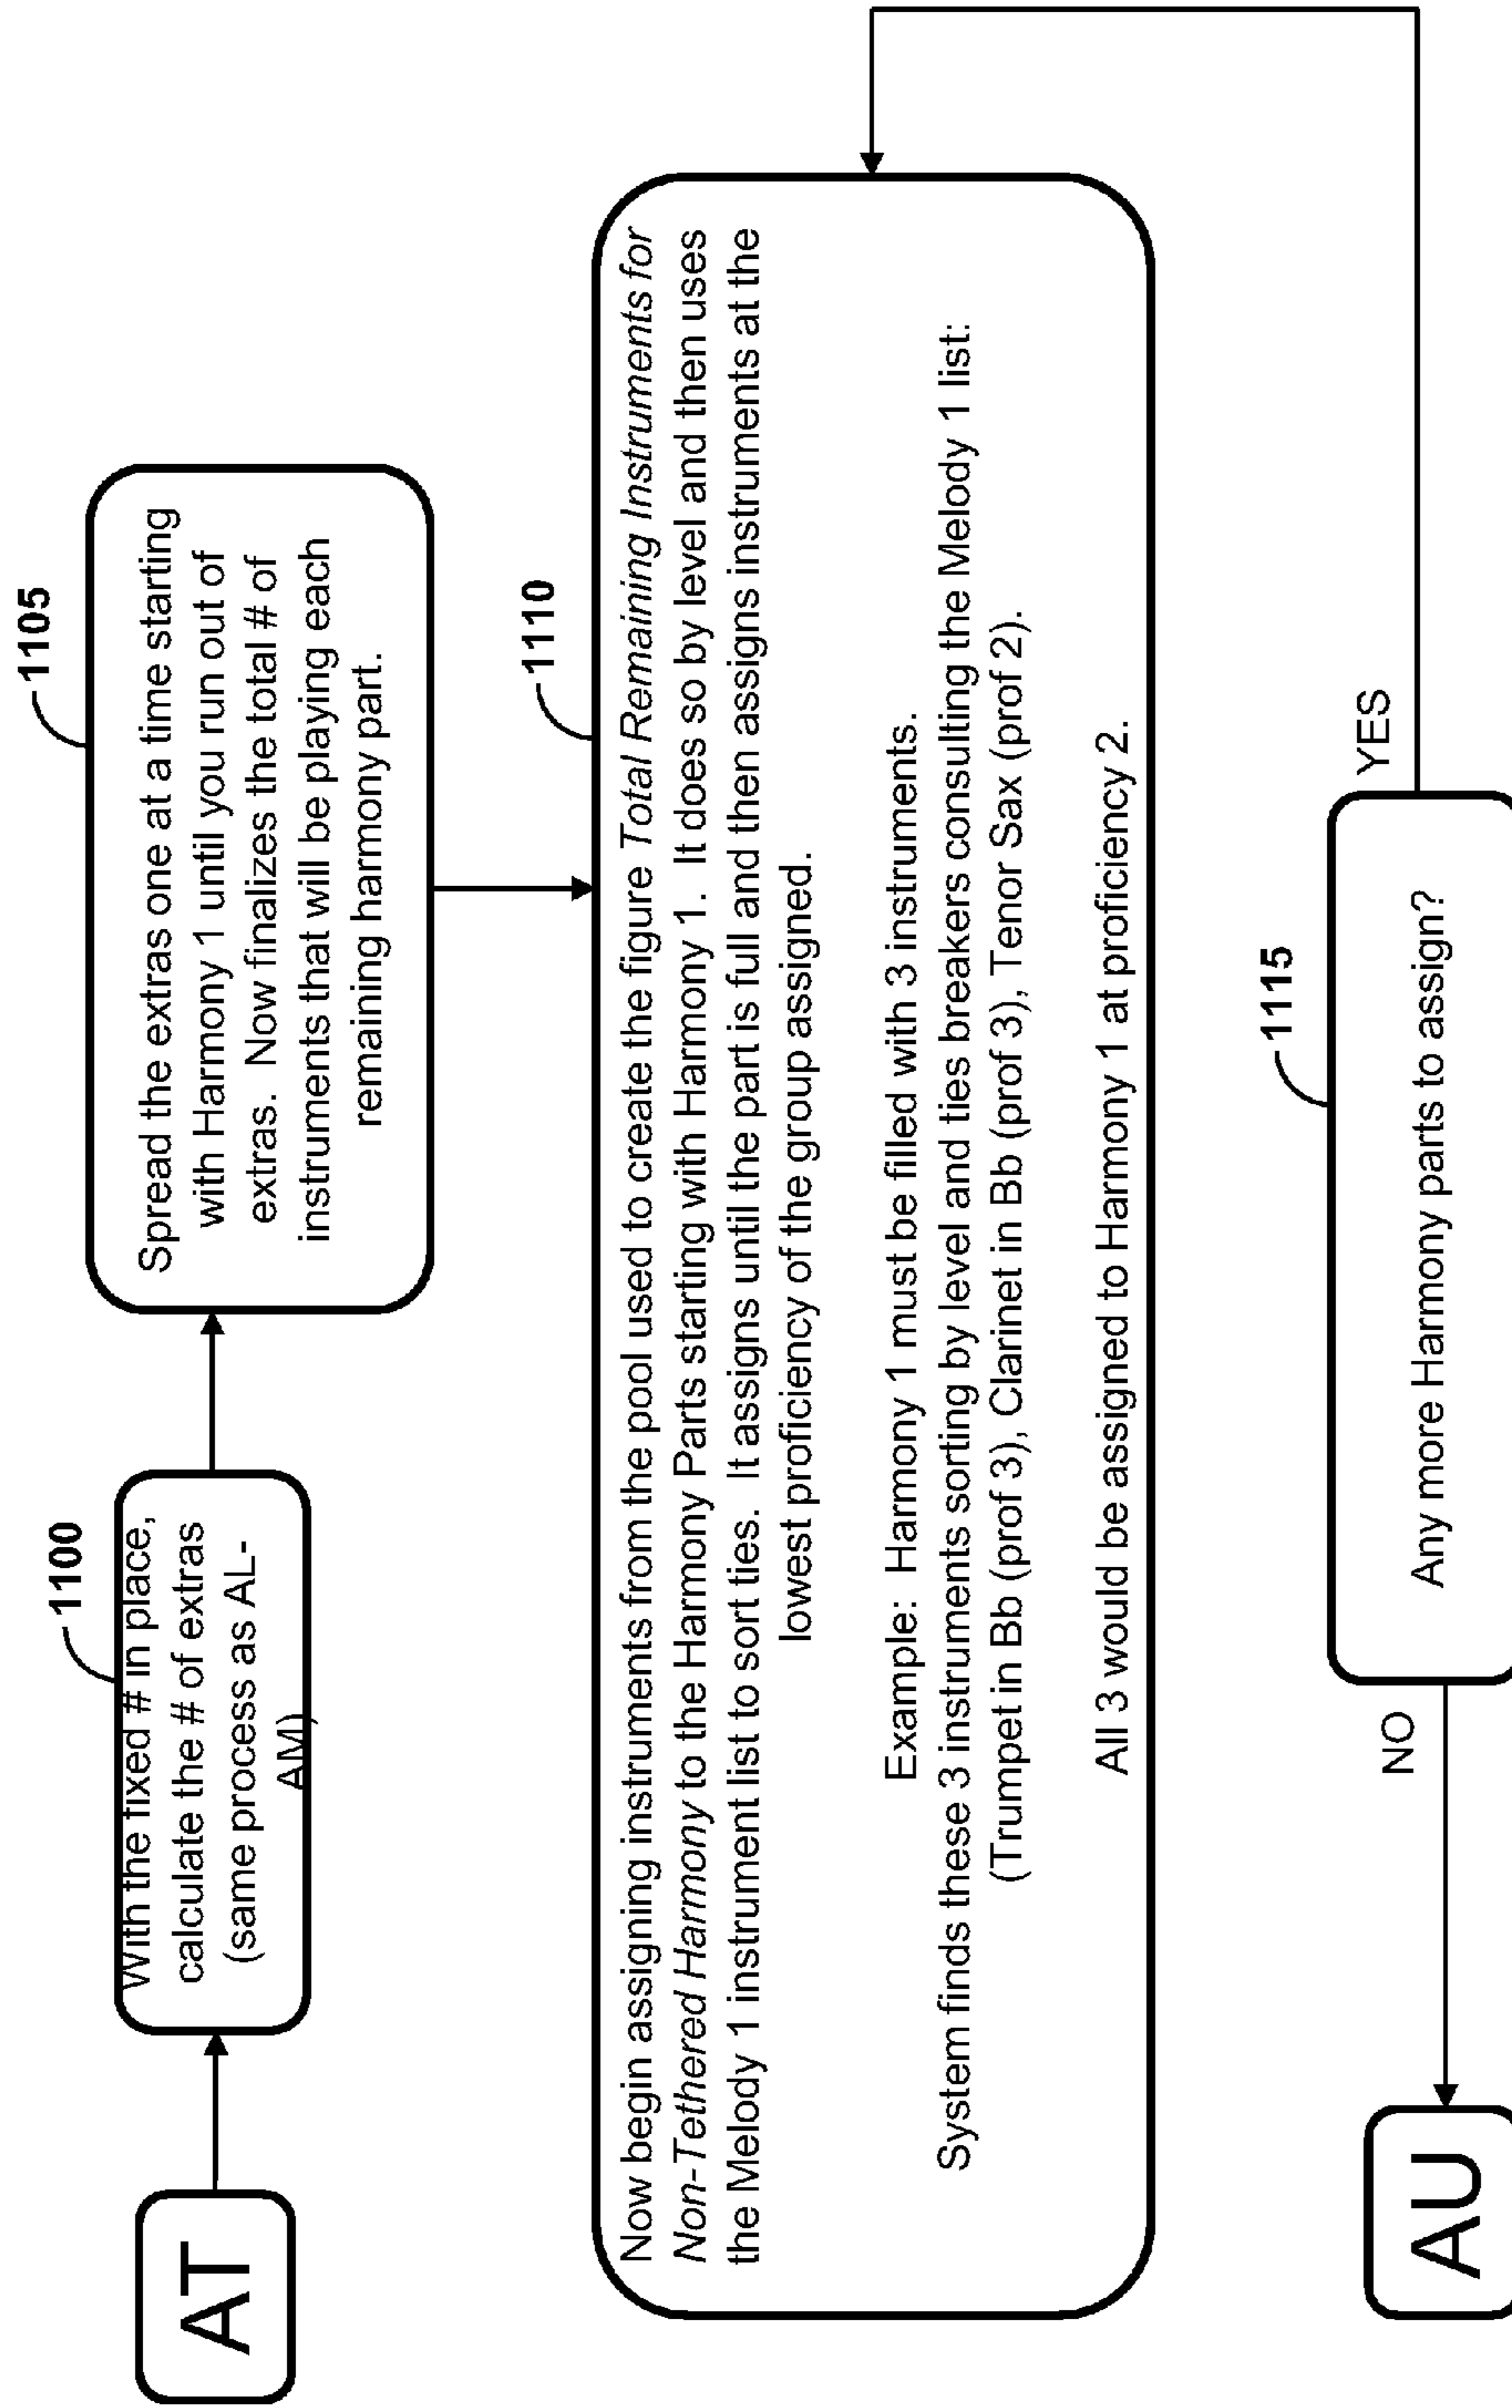 AT
1100
With the fixed # in place,
calculate the # of extras
(same process as AL-
AM)
1105
Spread the extras one at a time starting
with Harmony 1 until you run out of
extras.  Now finalizes the total # of
instruments that will be playing each
remaining harmony part.
1110
Now begin assigning instruments from the pool used to create the figure Total Remaining Instruments for
Non-Tethered Harmony to the Harmony Parts starting with Harmony 1.  It does so by level and then uses
the Melody 1 instrument list to sort ties.  It assigns until the part is full and then assigns instruments at the
lowest proficiency of the group assigned.
Example:  Harmony 1 must be filled with 3 instruments.
System finds these 3 instruments sorting by level and ties breakers consulting the Melody 1 list:
(Trumpet in Bb (prof 3), Clarinet in Bb (prof 3), Tenor Sax (prof 2).
All 3 would be assigned to Harmony 1 at proficiency 2.
1115
Any more Harmony parts to assign?
YES
NO
AU